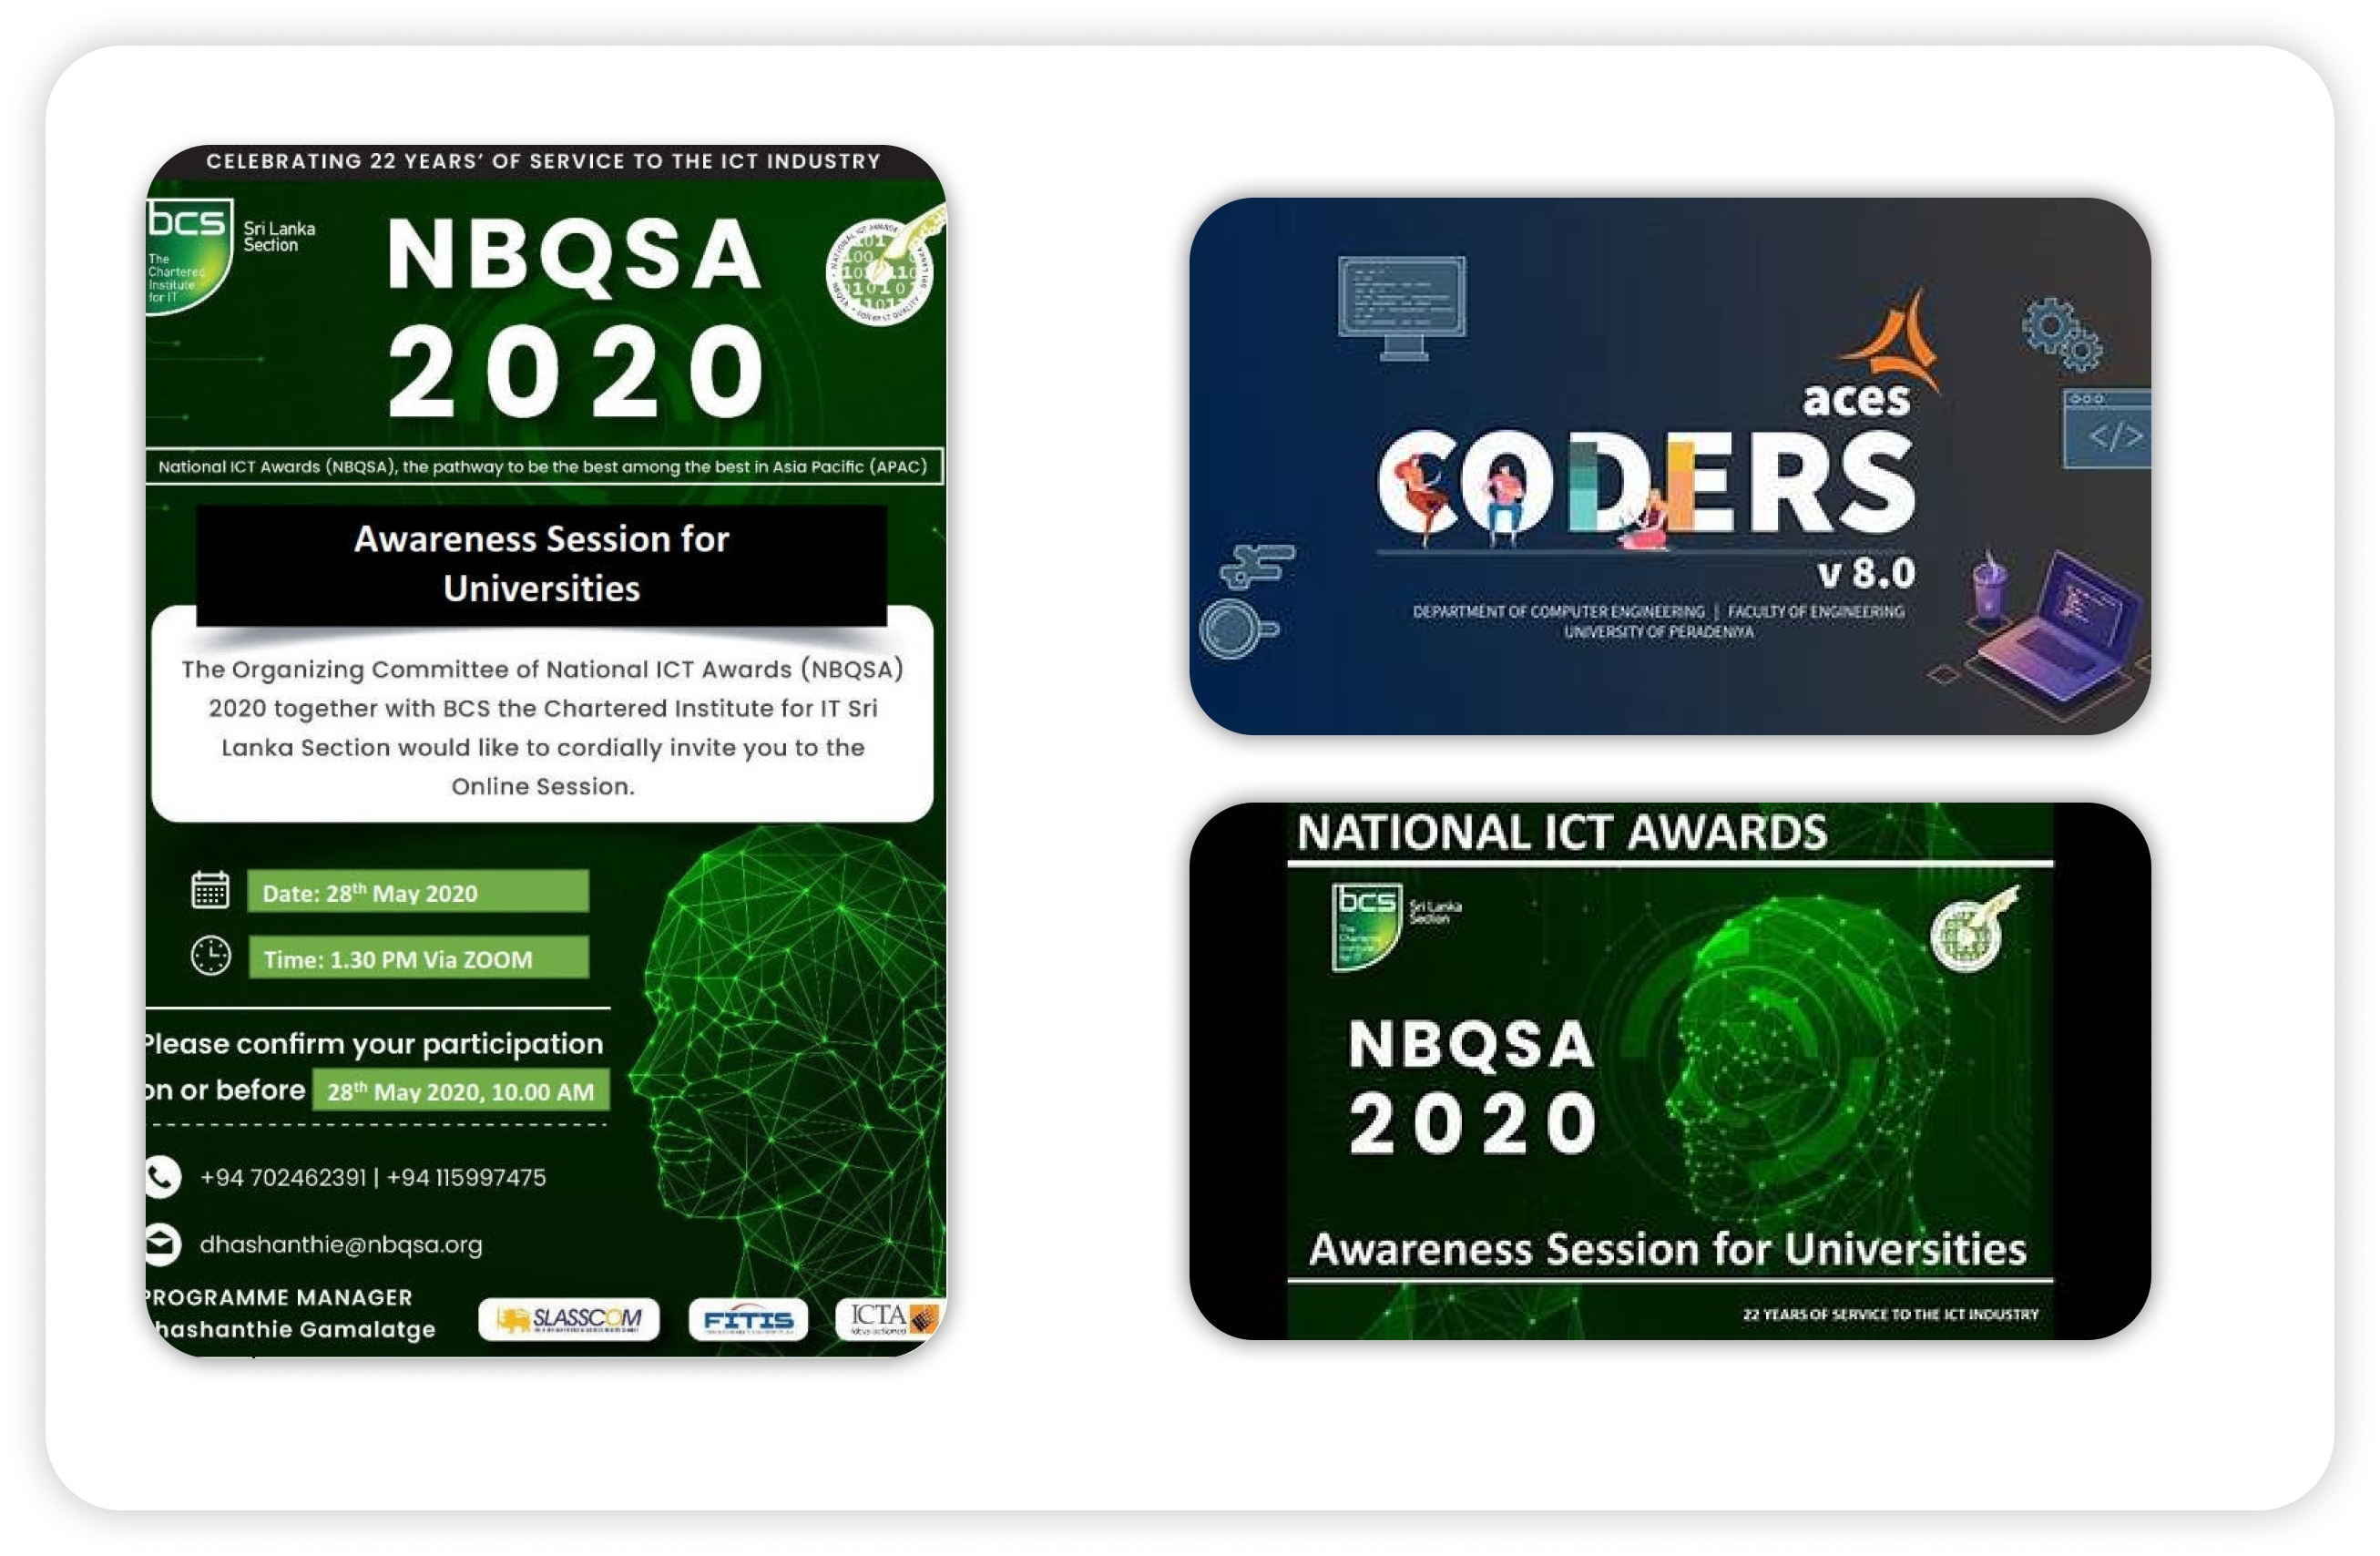 CELEBRATING 22 YEARS' OF SERVICE TO THE ICT INDUSTRY
bcs
Sri Lanka
Section
The
Chartered
Institute
for IT
NBQSA
2020
National ICT Awards (NBQSA), the pathway to be the best among the best in Asia Pacific (APAC)
Awareness Session for
Universities
The Organizing Committee of National ICT Awards (NBQSA)
2020 together with BCS the Chartered Institute for IT Sri
Lanka Section would like to cordially invite you to the
Online Session.
Date: 28th May 2020
Time: 1.30 PM Via ZOOM
Please confirm your participation
on or before 28th May 2020, 10.00 AM
+94 702462391 | +94 115997475
dhashanthie@nbqsa.org
PROGRAMME MANAGER
hashanthie Gamalatge
SLASSCOM
FITIS
ICTA
aces
CODERS
v 8.0
DEPARTMENT OF COMPUTER ENGINEERING | FACULTY OF ENGINEERING
UNIVERSITY OF PERADENIYA
</>
NATIONAL ICT AWARDS
bcs
Sri Lanka
Section
The
Chartered
Institute
for IT
NBQSA
2020
Awareness Session for Universities
22 YEARS OF SERVICE TO THE ICT INDUSTRY